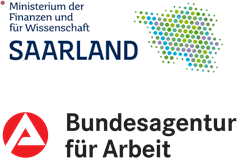 Ministerium der
Finanzen und
für Wissenschaft
SAARLAND
Bundesagentur
für Arbeit